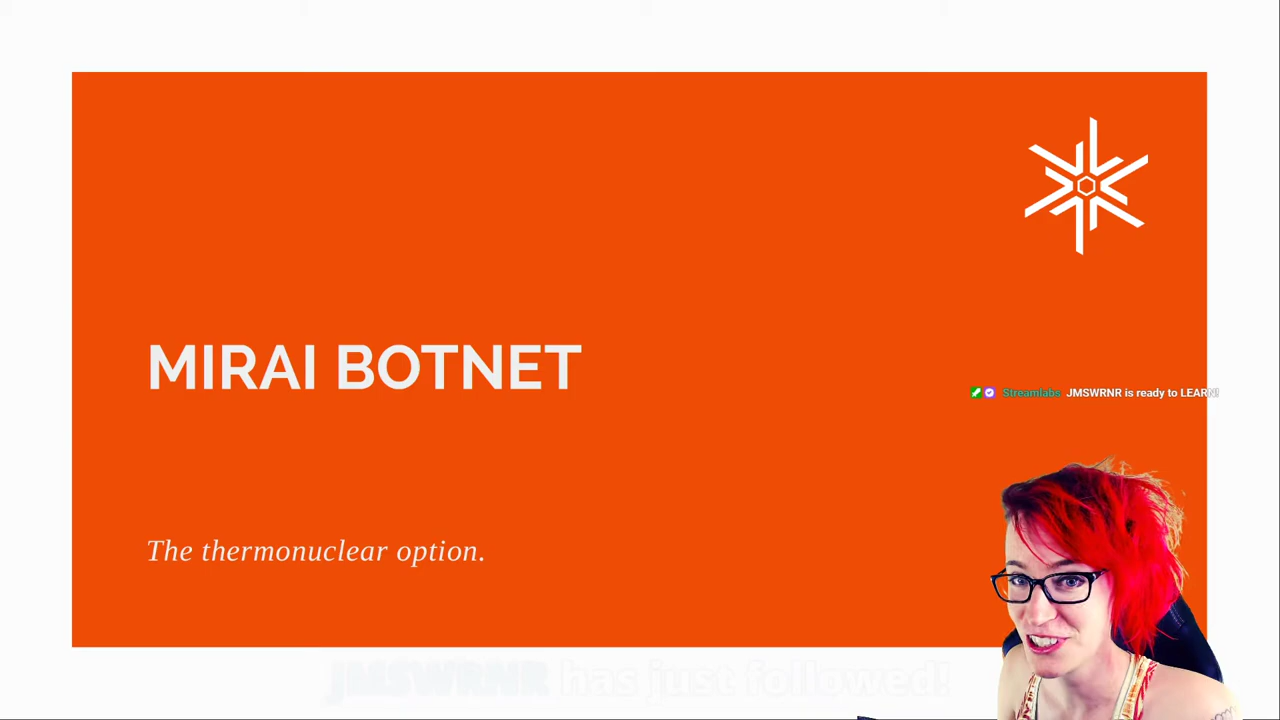 MIRAI BOTNET
Streamlabs JMSWRNR is ready to LEARN!
The thermonuclear option.
JMSWRNR has just followed!